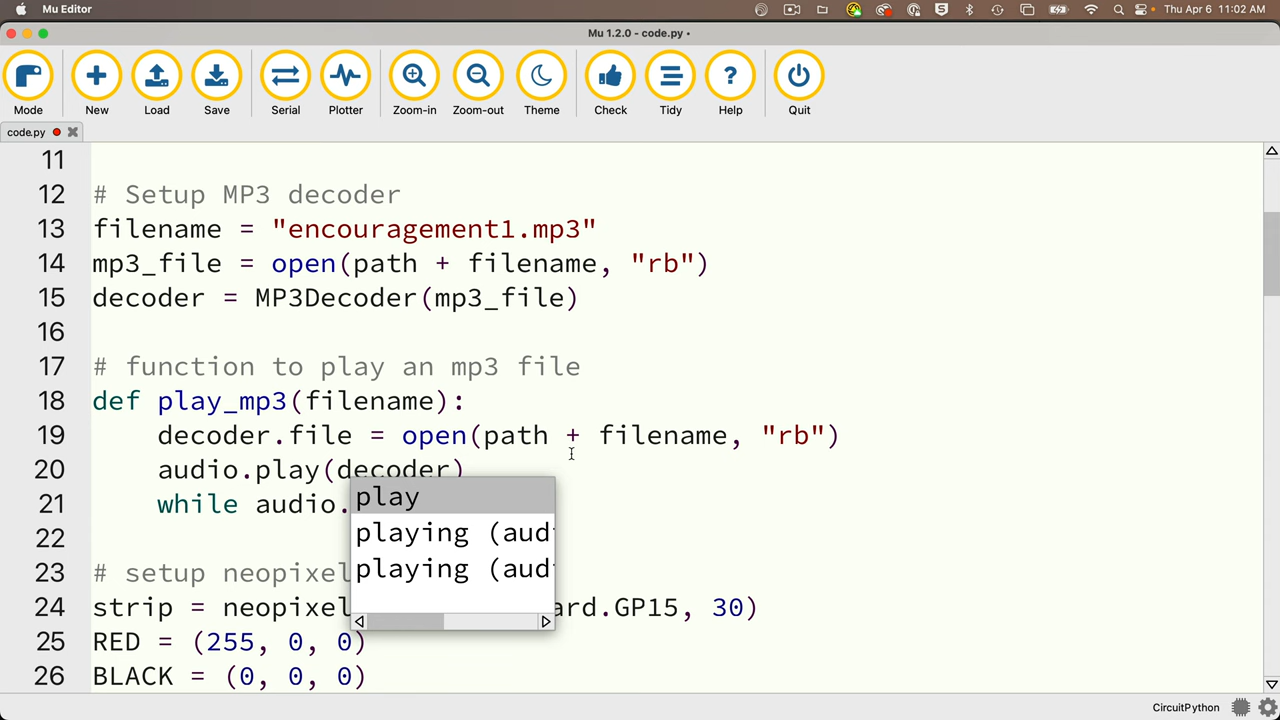 Mu Editor
Thu Apr 6 11:02 AM
Mu 1.2.0 - code.py •
Mode New Load Save Serial Plotter Zoom-in Zoom-out Theme Check Tidy Help Quit
code.py
11
12 # Setup MP3 decoder
13 filename = "encouragement1.mp3"
14 mp3_file = open(path + filename, "rb")
15 decoder = MP3Decoder(mp3_file)
16
17 # function to play an mp3 file
18 def play_mp3(filename):
19 decoder.file = open(path + filename, "rb")
20 audio.play(decoder)
21 while audio.
play
playing (aud
playing (aud
22
23 # setup neopixel
24 strip = neopixel ard.GP15, 30)
25 RED = (255, 0, 0)
26 BLACK = (0, 0, 0)
CircuitPython